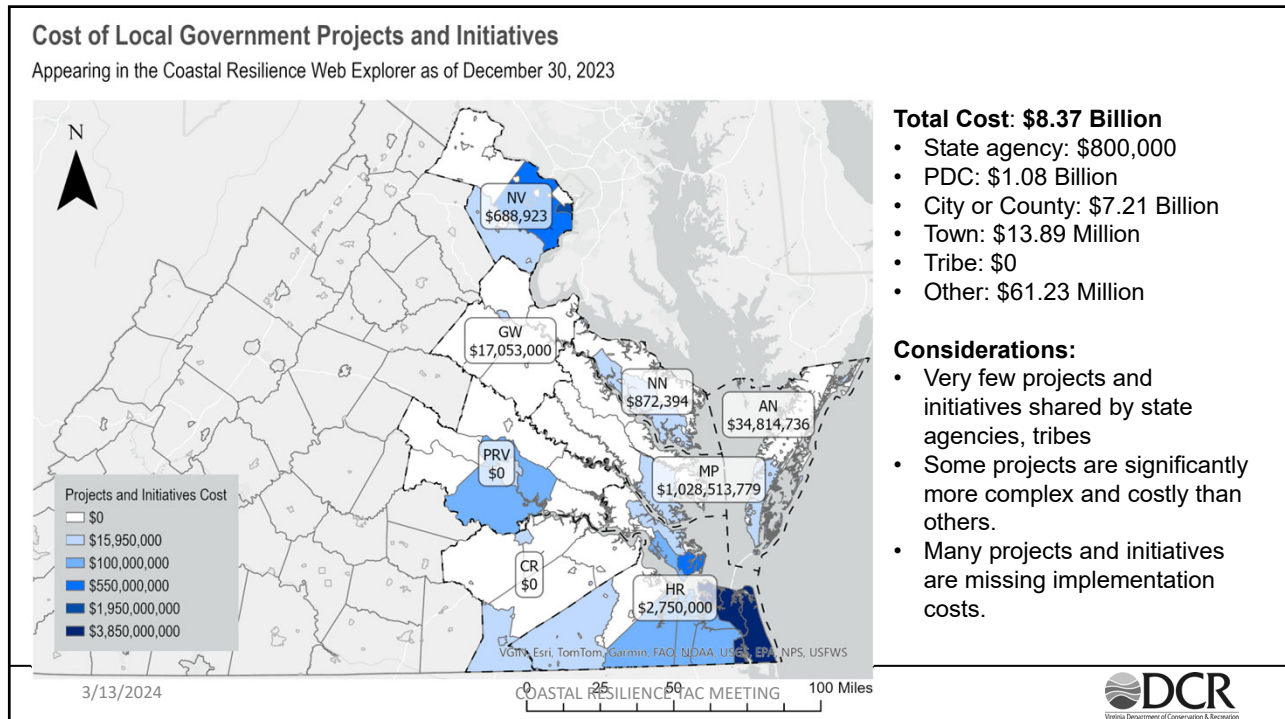 Cost of Local Government Projects and Initiatives
Appearing in the Coastal Resilience Web Explorer as of December 30, 2023
N
NV
$688,923
GW
$17,053,000
NN
$872,394
AN
$34,814,736
PRV
$0
MP
$1,028,513,779
CR
$0
HR
$2,750,000
Projects and Initiatives Cost
$0
$15,950,000
$100,000,000
$550,000,000
$1,950,000,000
$3,850,000,000
VGIN, Esri, TomTom, Garmin, FAO, NOAA, USGS, EPA, NPS, USFWS
0 25 50 100 Miles
Total Cost: $8.37 Billion
• State agency: $800,000
• PDC: $1.08 Billion
• City or County: $7.21 Billion
• Town: $13.89 Million
• Tribe: $0
• Other: $61.23 Million
Considerations:
• Very few projects and
initiatives shared by state
agencies, tribes
• Some projects are significantly
more complex and costly than
others.
• Many projects and initiatives
are missing implementation
costs.
3/13/2024
COASTAL RESILIENCE TAC MEETING
DCR
Virginia Department of Conservation & Recreation